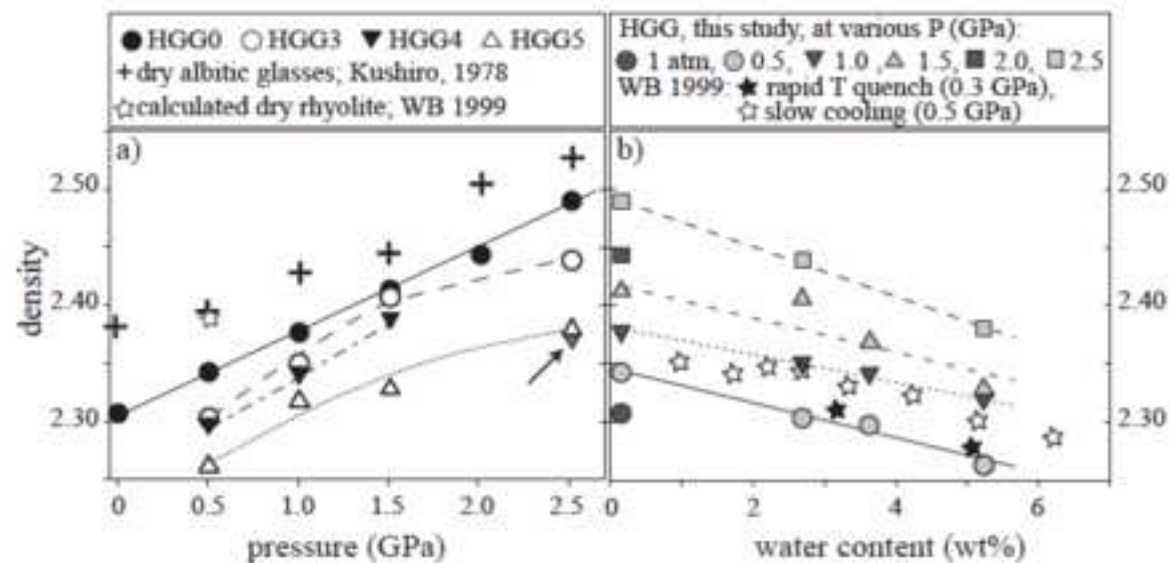 HGG0 HGG3 HGG4 HGG5
dry albitic glasses; Kushiro, 1978
calculated dry rhyolite; WB 1999
HGG, this study, at various P (GPa):
1 atm, 0.5, 1.0, 1.5, 2.0, 2.5
WB 1999: rapid T quench (0.3 GPa),
slow cooling (0.5 GPa)
a)
b)
2.50
2.40
2.30
density
2.50
2.40
2.30
0 0.5 1.0 1.5 2.0 2.5
0 2 4 6
pressure (GPa)
water content (wt%)